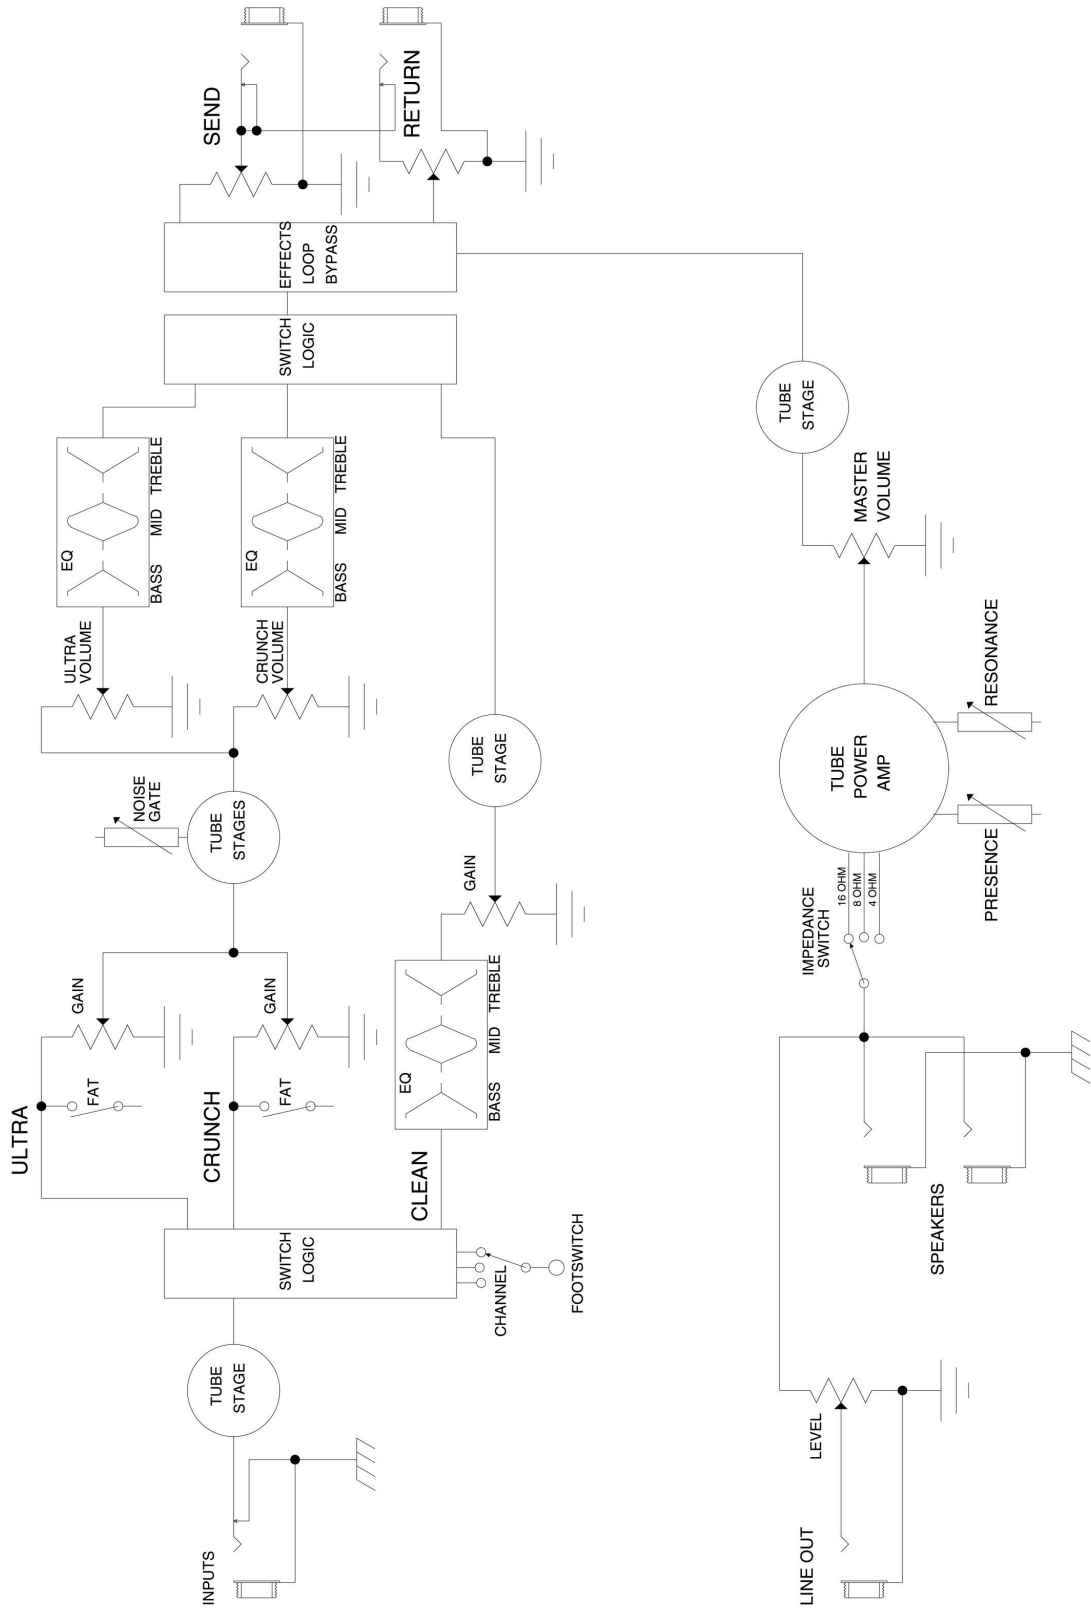 INPUTS
TUBE
STAGE
SWITCH
LOGIC
CHANNEL
FOOTSWITCH
ULTRA
FAT
GAIN
CRUNCH
FAT
GAIN
CLEAN
EQ
BASS MID TREBLE
GAIN
NOISE
GATE
TUBE
STAGES
TUBE
STAGE
ULTRA
VOLUME
EQ
BASS MID TREBLE
CRUNCH
VOLUME
EQ
BASS MID TREBLE
SWITCH
LOGIC
EFFECTS
LOOP
BYPASS
SEND
RETURN
LINE OUT
LEVEL
SPEAKERS
IMPEDANCE
SWITCH
16 OHM
8 OHM
4 OHM
TUBE
POWER
AMP
PRESENCE
RESONANCE
MASTER
VOLUME
TUBE
STAGE